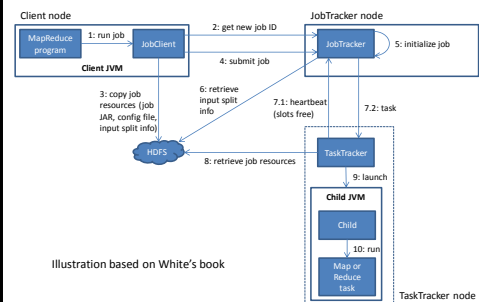 Client node
JobTracker node
MapReduce
program
1: run job
JobClient
Client JVM
2: get new job ID
4: submit job
JobTracker
5: initialize job
3: copy job
resources (job
JAR, config file,
input split info)
6: retrieve
input split
info
7.1: heartbeat
(slots free)
7.2: task
HDFS
8: retrieve job resources
TaskTracker
9: launch
Child JVM
Child
10: run
Map or
Reduce
task
Illustration based on White's book
TaskTracker node